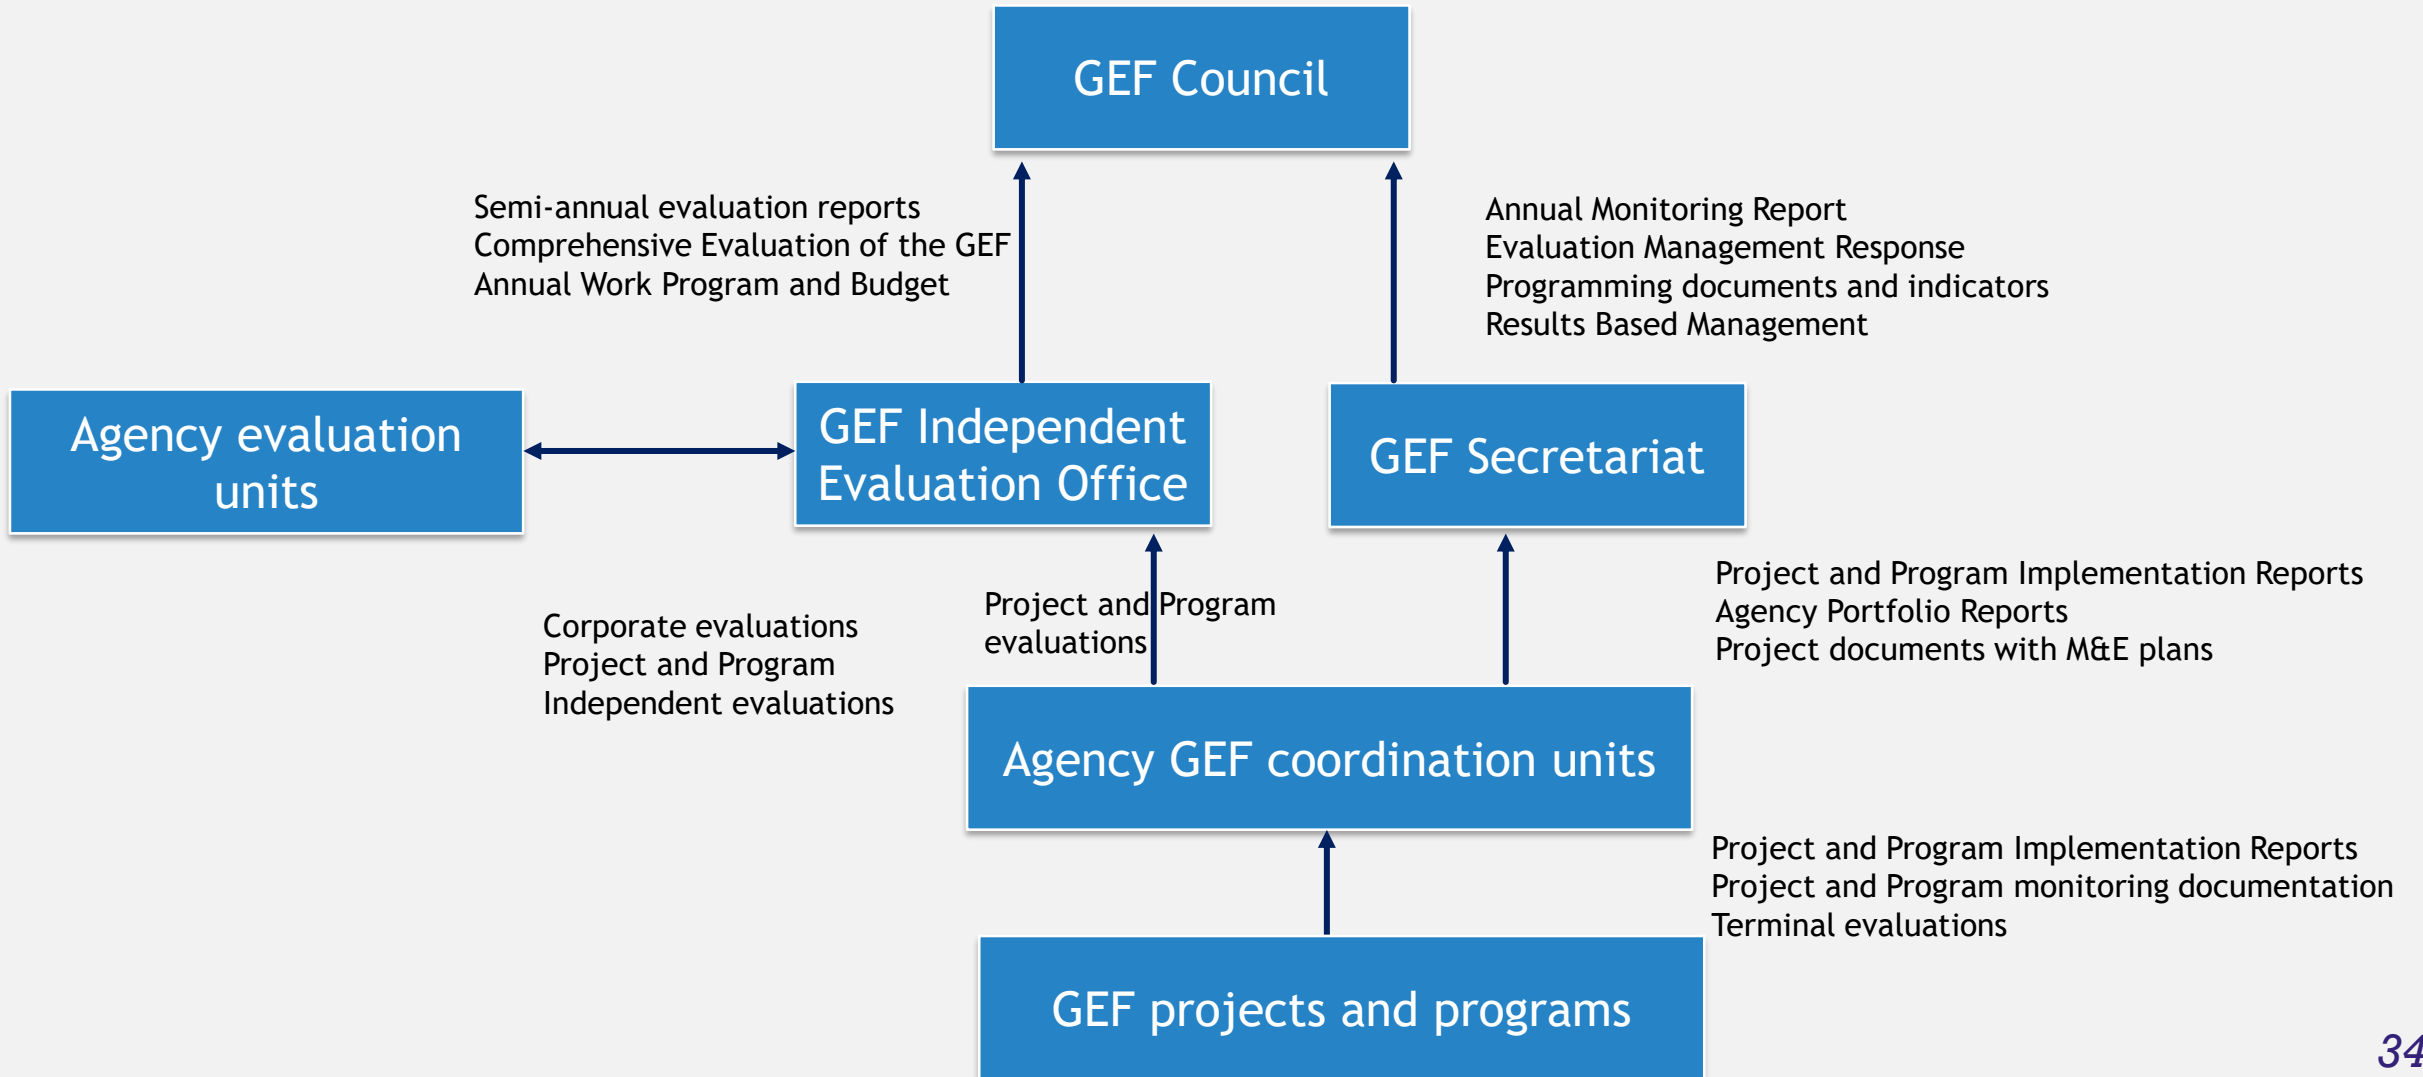 GEF Council
Semi-annual evaluation reports
Comprehensive Evaluation of the GEF
Annual Work Program and Budget
Annual Monitoring Report
Evaluation Management Response
Programming documents and indicators
Results Based Management
Agency evaluation
units
GEF Independent
Evaluation Office
GEF Secretariat
Corporate evaluations
Project and Program
Independent evaluations
Project and Program
evaluations
Project and Program Implementation Reports
Agency Portfolio Reports
Project documents with M&E plans
Agency GEF coordination units
Project and Program Implementation Reports
Project and Program monitoring documentation
Terminal evaluations
GEF projects and programs
34